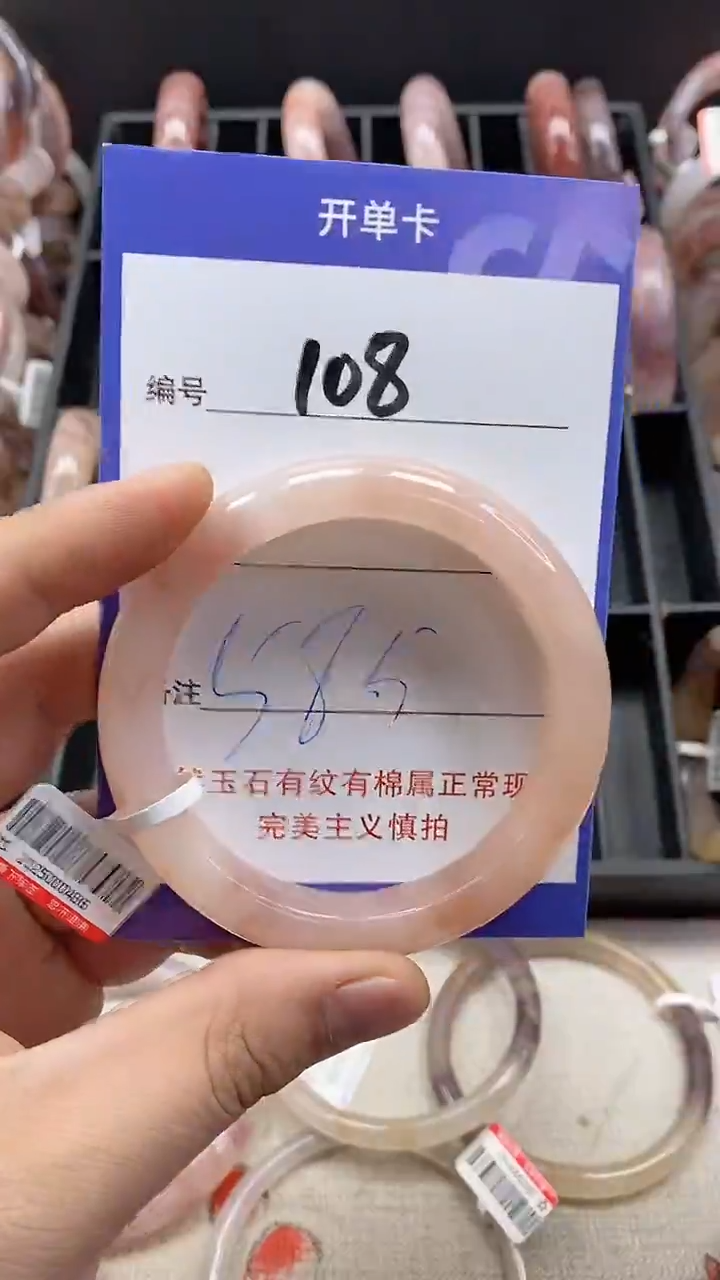 开单卡
编号 108
注 585
玉石有纹有棉属正常现
完美主义慎拍